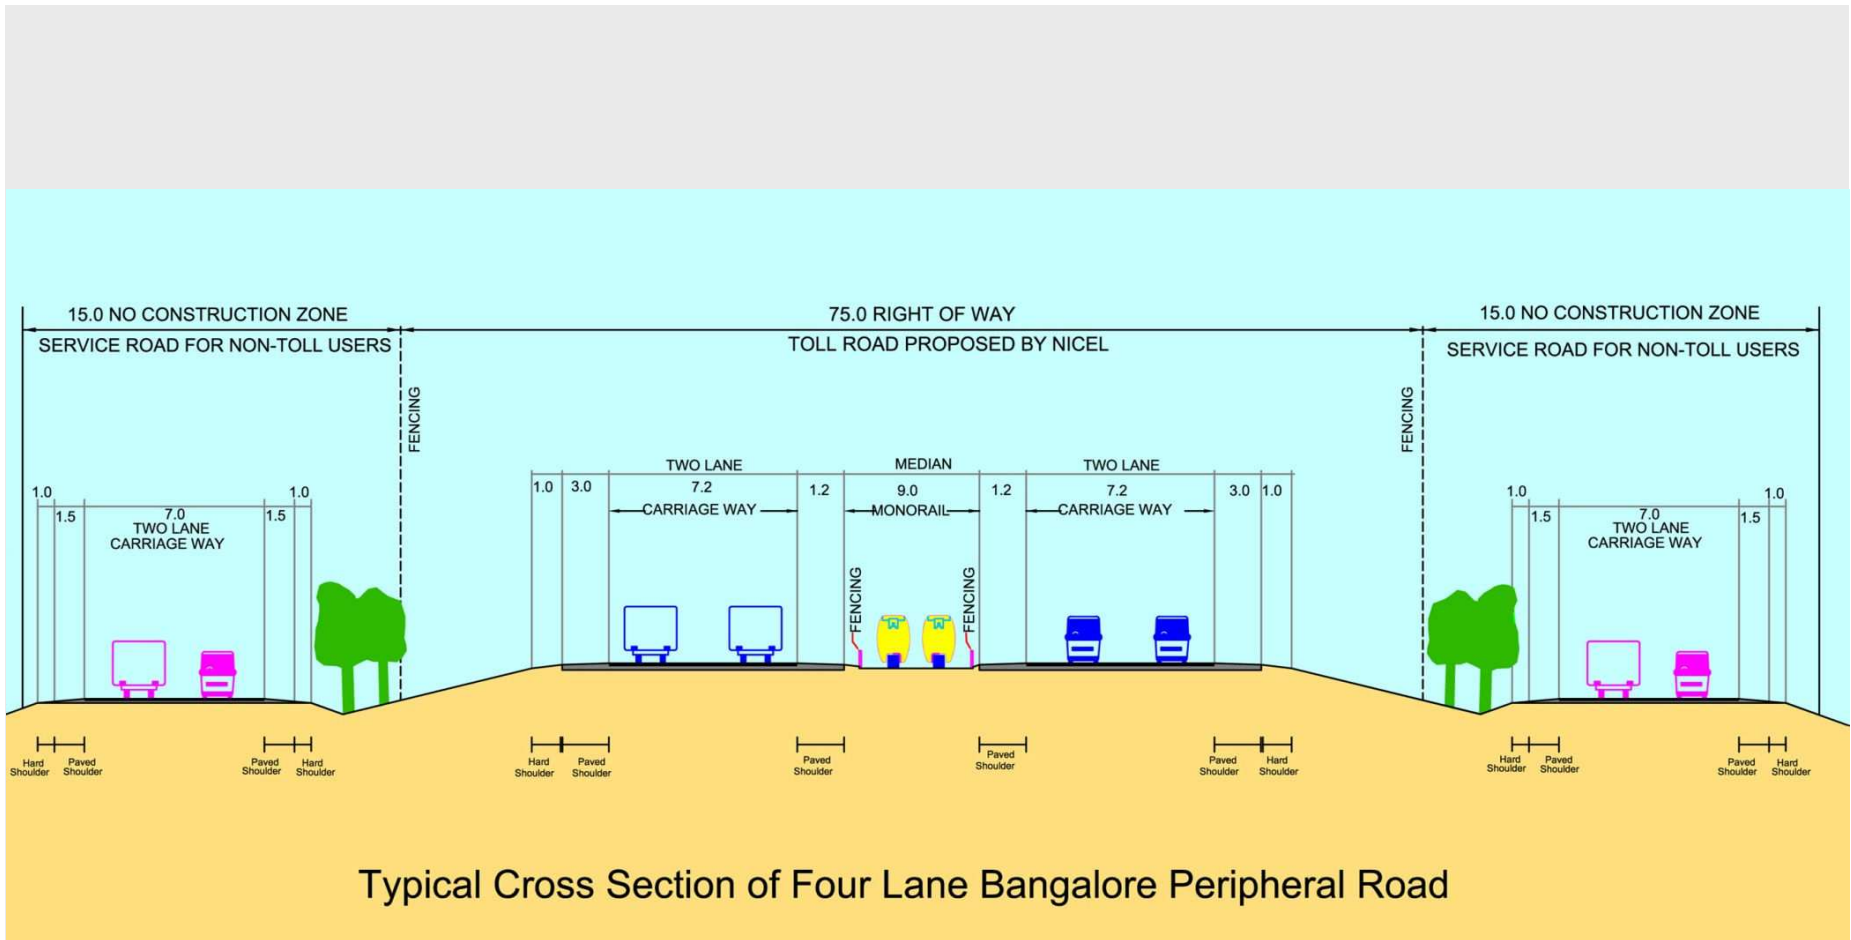 15.0 NO CONSTRUCTION ZONE
SERVICE ROAD FOR NON-TOLL USERS
75.0 RIGHT OF WAY
TOLL ROAD PROPOSED BY NICEL
15.0 NO CONSTRUCTION ZONE
SERVICE ROAD FOR NON-TOLL USERS
FENCING
FENCING
1.0
1.5
7.0
TWO LANE
CARRIAGE WAY
1.5
1.0
1.0
3.0
TWO LANE
7.2
CARRIAGE WAY
1.2
MEDIAN
9.0
MONORAIL
1.2
TWO LANE
7.2
CARRIAGE WAY
3.0
1.0
1.0
1.5
7.0
TWO LANE
CARRIAGE WAY
1.5
1.0
FENCING
FENCING
Hard
Shoulder
Paved
Shoulder
Paved
Shoulder
Hard
Shoulder
Hard
Shoulder
Paved
Shoulder
Paved
Shoulder
Paved
Shoulder
Paved
Shoulder
Hard
Shoulder
Hard
Shoulder
Paved
Shoulder
Paved
Shoulder
Hard
Shoulder
Typical Cross Section of Four Lane Bangalore Peripheral Road